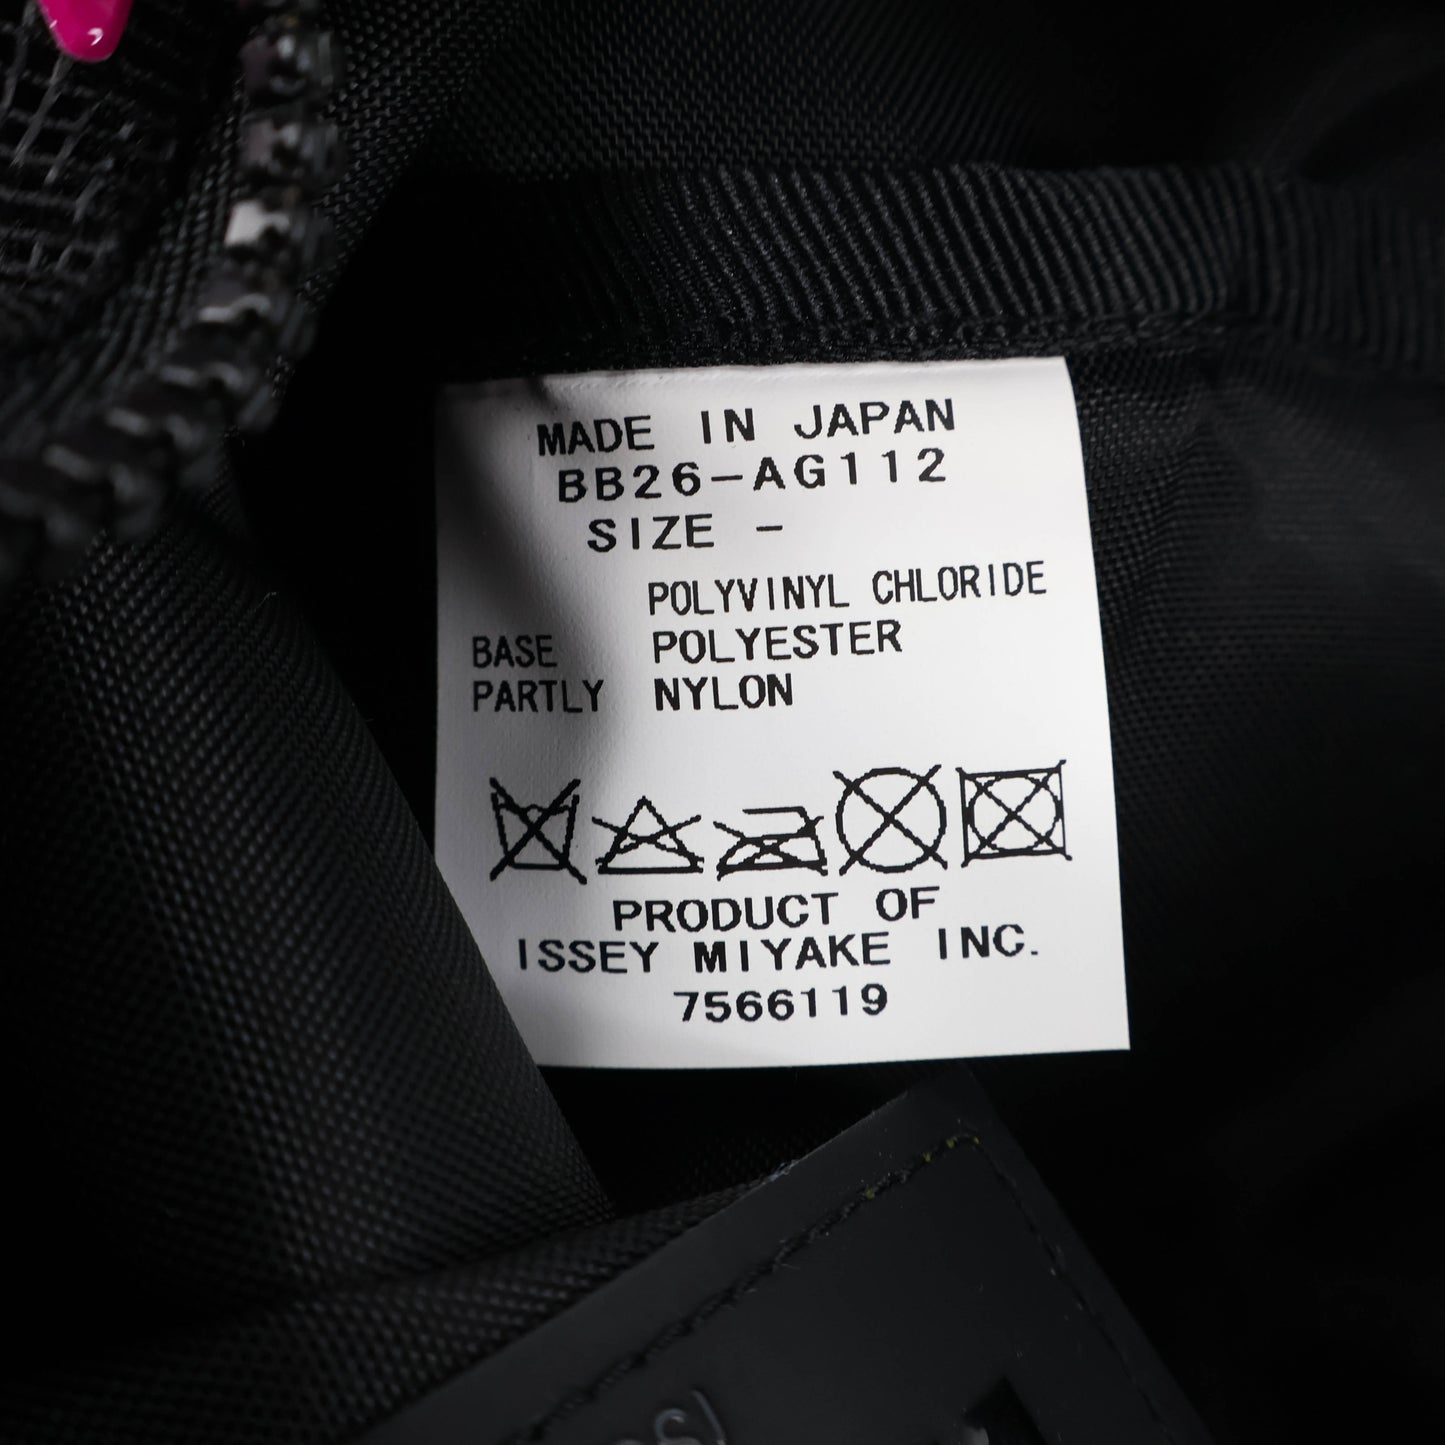 MADE IN JAPAN
BB26-AG112
SIZE -
POLYVINYL CHLORIDE
BASE POLYESTER
PARTLY NYLON
PRODUCT OF
ISSEY MIYAKE INC.
7566119